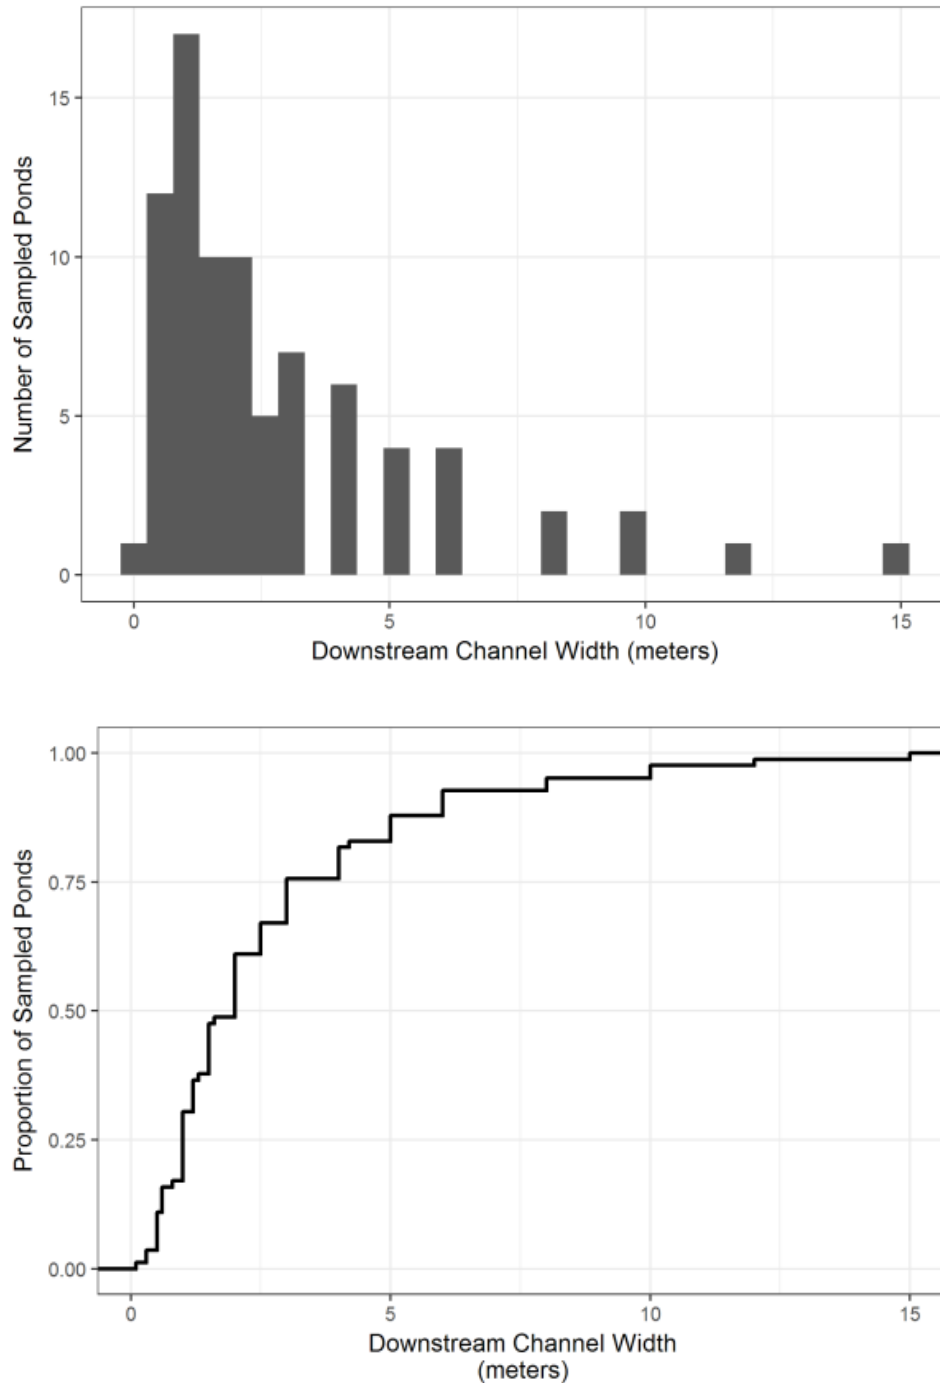 Number of Sampled Ponds
15
10
5
0
0 5 10 15
Downstream Channel Width (meters)
Proportion of Sampled Ponds
1.00
0.75
0.50
0.25
0.00
0 5 10 15
Downstream Channel Width
(meters)